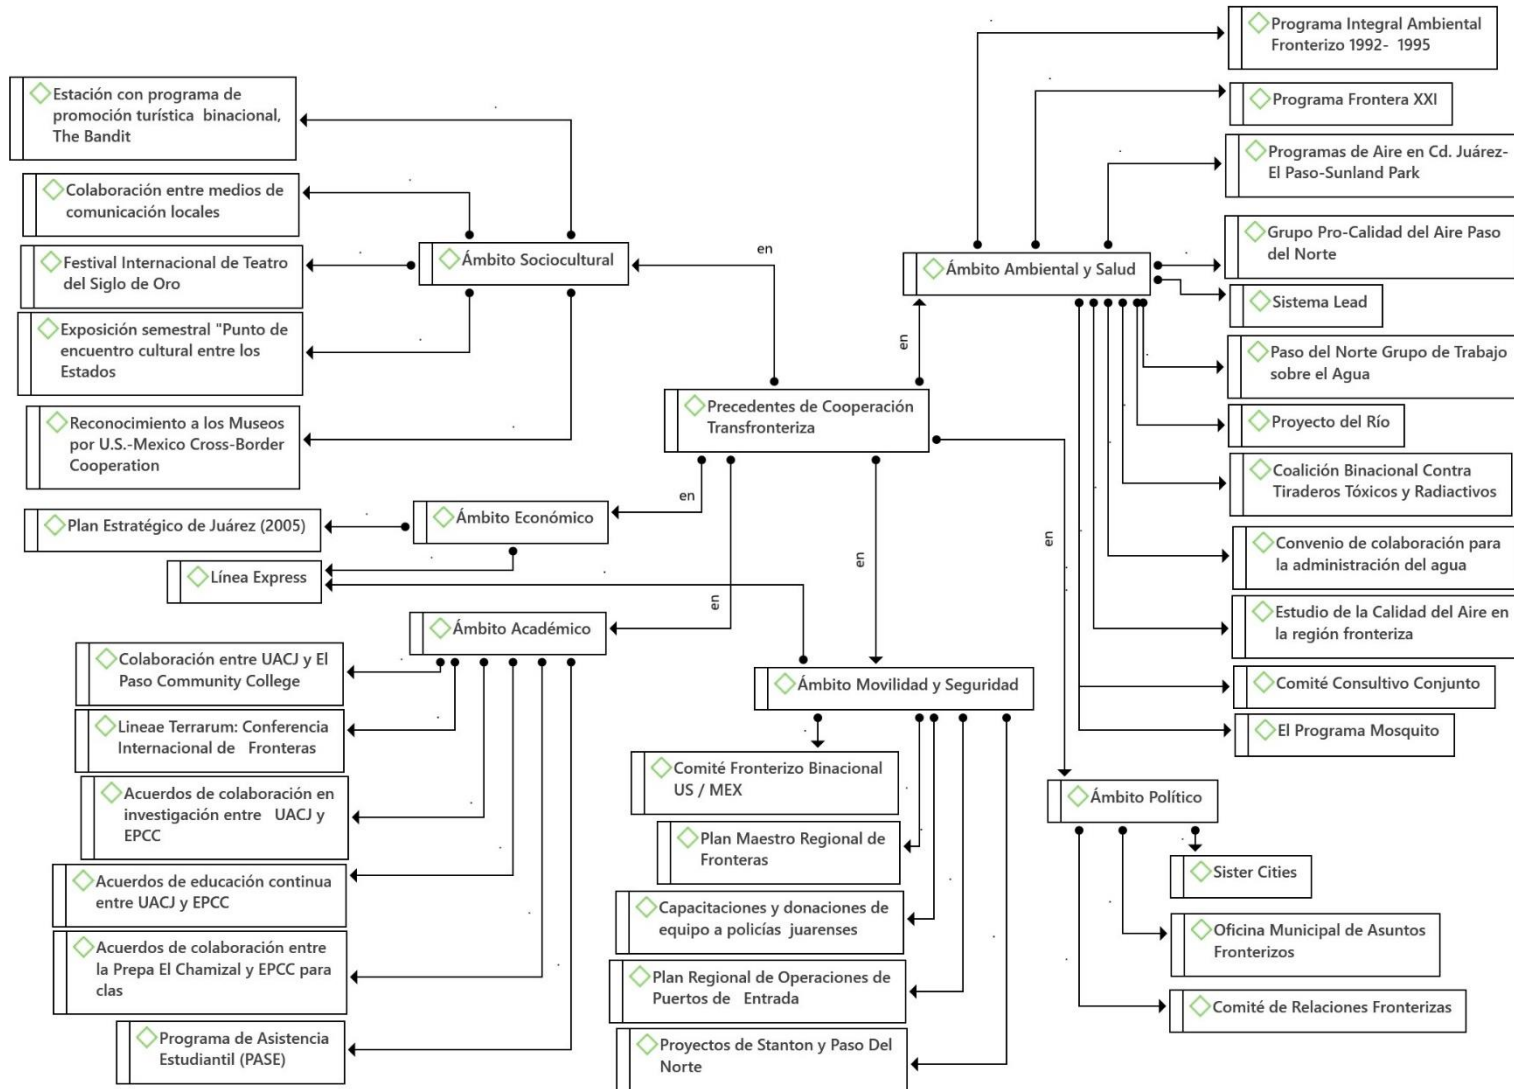 Programa Integral Ambiental
Fronterizo 1992- 1995
Programa Frontera XXI
Programas de Aire en Cd. Juárez-
El Paso-Sunland Park
Grupo Pro-Calidad del Aire Paso
del Norte
Sistema Lead
Paso del Norte Grupo de Trabajo
sobre el Agua
Proyecto del Río
Coalición Binacional Contra
Tiraderos Tóxicos y Radiactivos
Convenio de colaboración para
la administración del agua
Estudio de la Calidad del Aire en
la región fronteriza
Comité Consultivo Conjunto
El Programa Mosquito
Ámbito Ambiental y Salud
en
Estación con programa de
promoción turística binacional,
The Bandit
Colaboración entre medios de
comunicación locales
Festival Internacional de Teatro
del Siglo de Oro
Exposición semestral "Punto de
encuentro cultural entre los
Estados
Reconocimiento a los Museos
por U.S.-Mexico Cross-Border
Cooperation
Ámbito Sociocultural
en
Precedentes de Cooperación
Transfronteriza
en
Ámbito Económico
Plan Estratégico de Juárez (2005)
Línea Express
en
Ámbito Académico
Colaboración entre UACJ y El
Paso Community College
Lineae Terrarum: Conferencia
Internacional de Fronteras
Acuerdos de colaboración en
investigación entre UACJ y
EPCC
Acuerdos de educación continua
entre UACJ y EPCC
Acuerdos de colaboración entre
la Prepa El Chamizal y EPCC para
clas
Programa de Asistencia
Estudiantil (PASE)
en
Ámbito Movilidad y Seguridad
Comité Fronterizo Binacional
US / MEX
Plan Maestro Regional de
Fronteras
Capacitaciones y donaciones de
equipo a policías juarenses
Plan Regional de Operaciones de
Puertos de Entrada
Proyectos de Stanton y Paso Del
Norte
en
Ámbito Político
Sister Cities
Oficina Municipal de Asuntos
Fronterizos
Comité de Relaciones Fronterizas